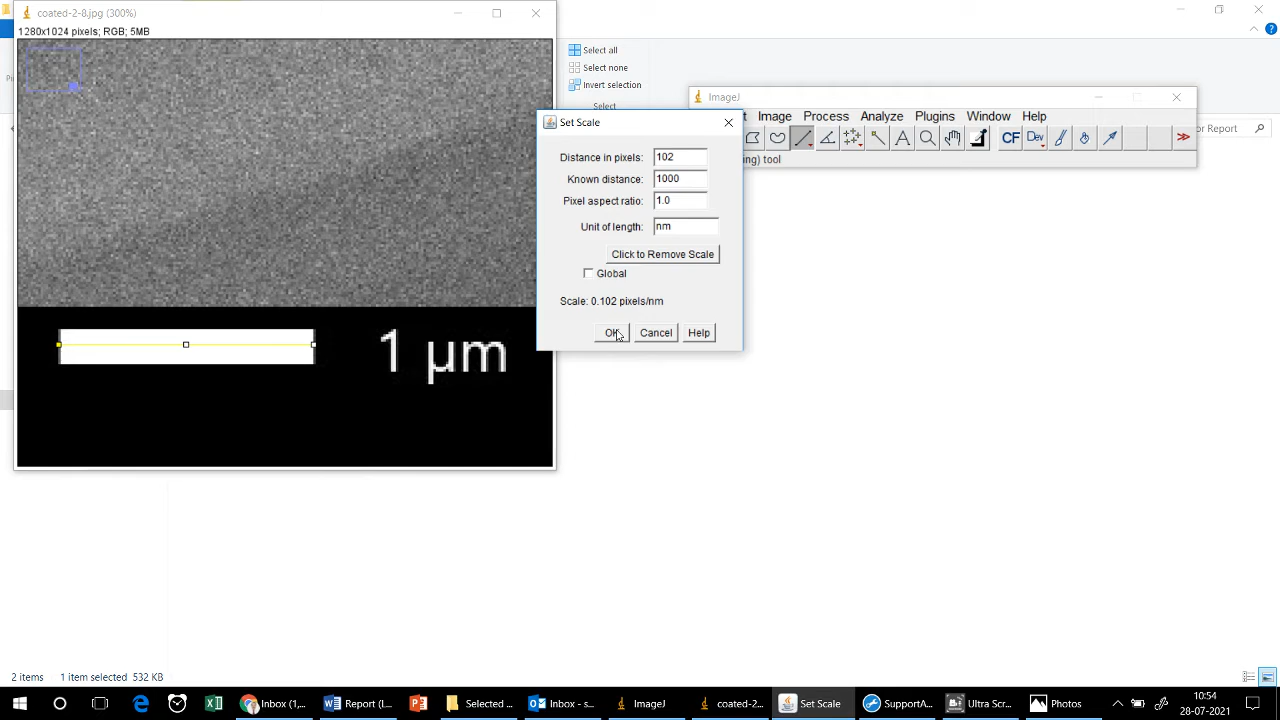 coated-2-8.jpg (300%)
1280x1024 pixels; RGB; 5MB
1 μm
Select all
Select none
Invert selection
Select
Set Scale
Distance in pixels: 102
Known distance: 1000
Pixel aspect ratio: 1.0
Unit of length: nm
Click to Remove Scale
Global
Scale: 0.102 pixels/nm
OK
Cancel
Help
ImageJ
Image
Process
Analyze
Plugins
Window
Help
CF
Dev
A
>>
ng) tool
or Report
2 items
1 item selected 532 KB
Inbox (1,...
Report (I...
Selected ...
Inbox - s...
ImageJ
coated-2...
Set Scale
SupportA...
Ultra Scr...
Photos
10:54
28-07-2021